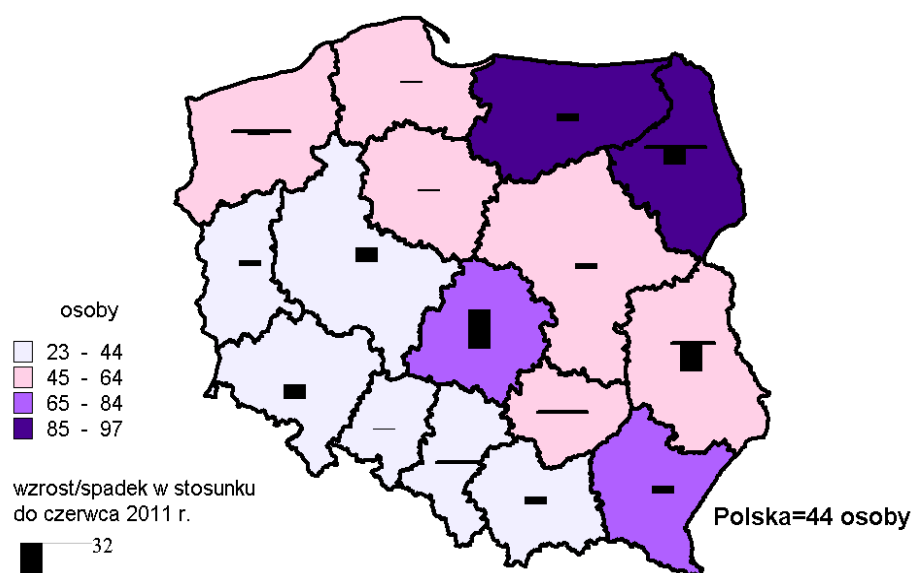 osoby
23 - 44
45 - 64
65 - 84
85 - 97
wzrost/spadek w stosunku
do czerwca 2011 r.
32
Polska=44 osoby